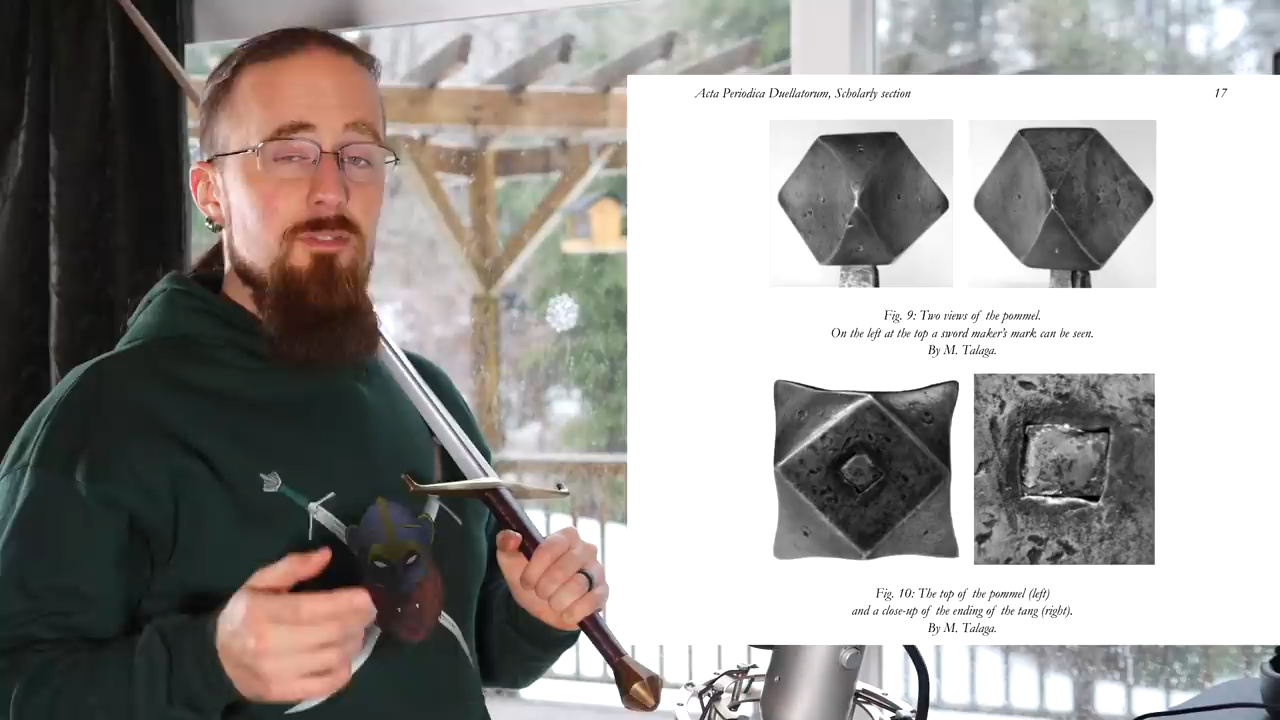 Acta Periodica Duellatorum, Scholarly section 17
Fig. 9: Two views of the pommel.
On the left at the top a sword maker's mark can be seen.
By M. Talaga.
Fig. 10: The top of the pommel (left)
and a close-up of the ending of the tang (right).
By M. Talaga.